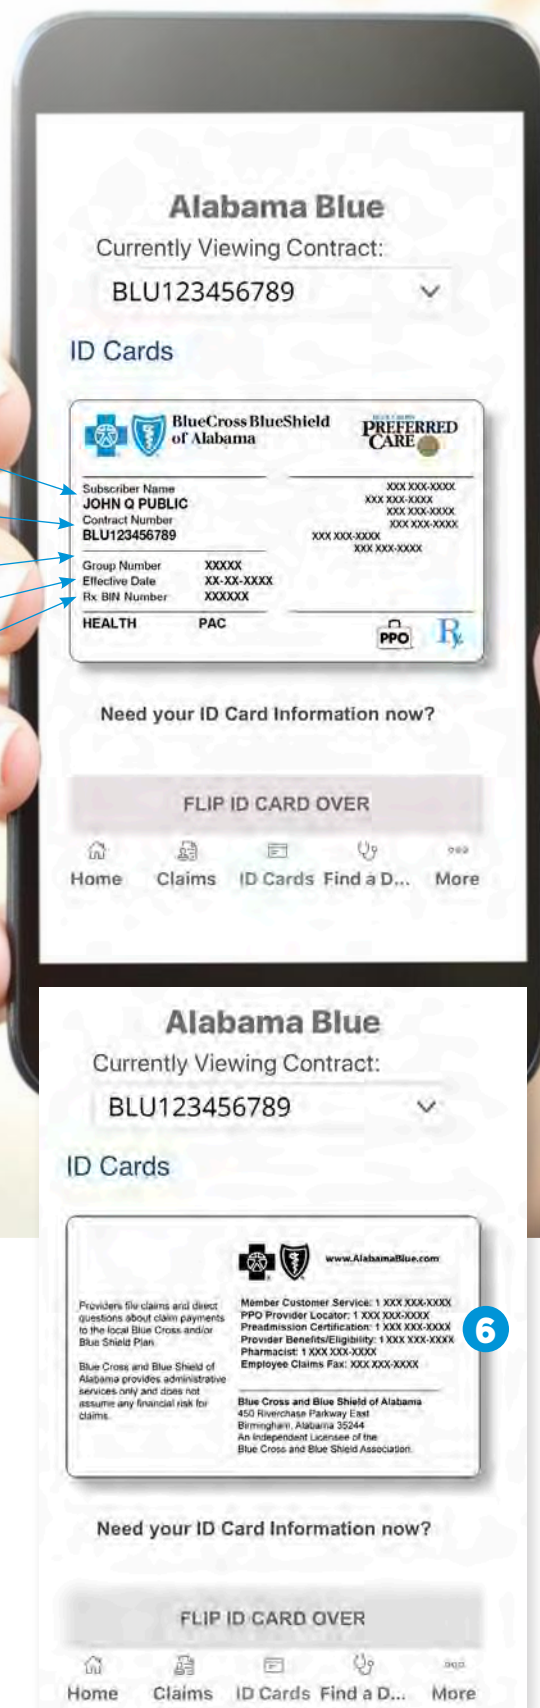 Alabama Blue
Currently Viewing Contract:
BLU123456789
ID Cards
BlueCross BlueShield
of Alabama
BLUE CARD
PREFERRED
CARE
Subscriber Name
JOHN Q PUBLIC
Contract Number
BLU123456789
XXX XXX-XXXX
XXX XXX-XXXX
XXX XXX-XXXX
XXX XXX-XXXX
XXX XXX-XXXX
XXX XXX-XXXX
Group Number XXXXX
Effective Date XX-XX-XXXX
Rx BIN Number XXXXXX
HEALTH PAC
PPO
Rx
Need your ID Card Information now?
FLIP ID CARD OVER
Home Claims ID Cards Find a D... More
Alabama Blue
Currently Viewing Contract:
BLU123456789
ID Cards
www.AlabamaBlue.com
Providers file claims and direct
questions about claim payments
to the local Blue Cross and/or
Blue Shield Plan.
Blue Cross and Blue Shield of
Alabama provides administrative
services only and does not
assume any financial risk for
claims.
Member Customer Service: 1 XXX XXX-XXXX
PPO Provider Locator: 1 XXX XXX-XXXX
Preadmission Certification: 1 XXX XXX-XXXX
Provider Benefits/Eligibility: 1 XXX XXX-XXXX
Pharmacist: 1 XXX XXX-XXXX
Employee Claims Fax: XXX XXX-XXXX
6
Blue Cross and Blue Shield of Alabama
450 Riverchase Parkway East
Birmingham, Alabama 35244
An Independent Licensee of the
Blue Cross and Blue Shield Association.
Need your ID Card Information now?
FLIP ID CARD OVER
Home Claims ID Cards Find a D... More